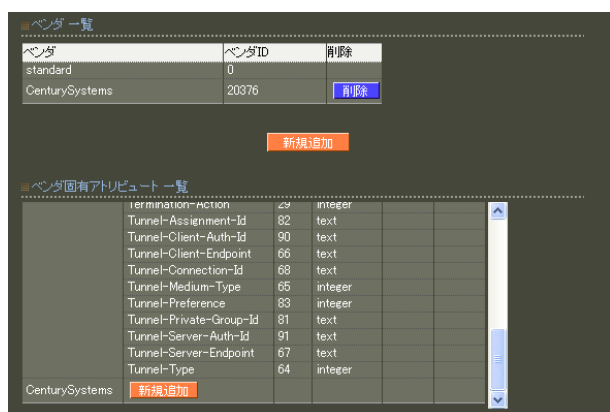 ベンダ 一覧
ベンダ ベンダID 削除
standard 0
CenturySystems 20376 削除
新規追加
ベンダ固有アトリビュート 一覧
Termination-Action 29 integer
Tunnel-Assignment-Id 82 text
Tunnel-Client-Auth-Id 90 text
Tunnel-Client-Endpoint 66 text
Tunnel-Connection-Id 68 text
Tunnel-Medium-Type 65 integer
Tunnel-Preference 83 integer
Tunnel-Private-Group-Id 81 text
Tunnel-Server-Auth-Id 91 text
Tunnel-Server-Endpoint 67 text
Tunnel-Type 64 integer
CenturySystems 新規追加